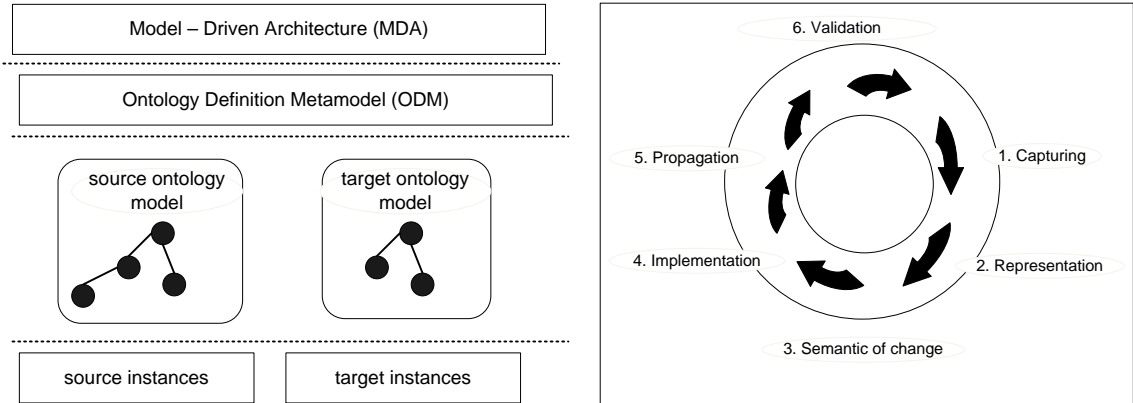 Model – Driven Architecture (MDA)
Ontology Definition Metamodel (ODM)
source ontology
model
target ontology
model
source instances
target instances
6. Validation
1. Capturing
5. Propagation
2. Representation
4. Implementation
3. Semantic of change